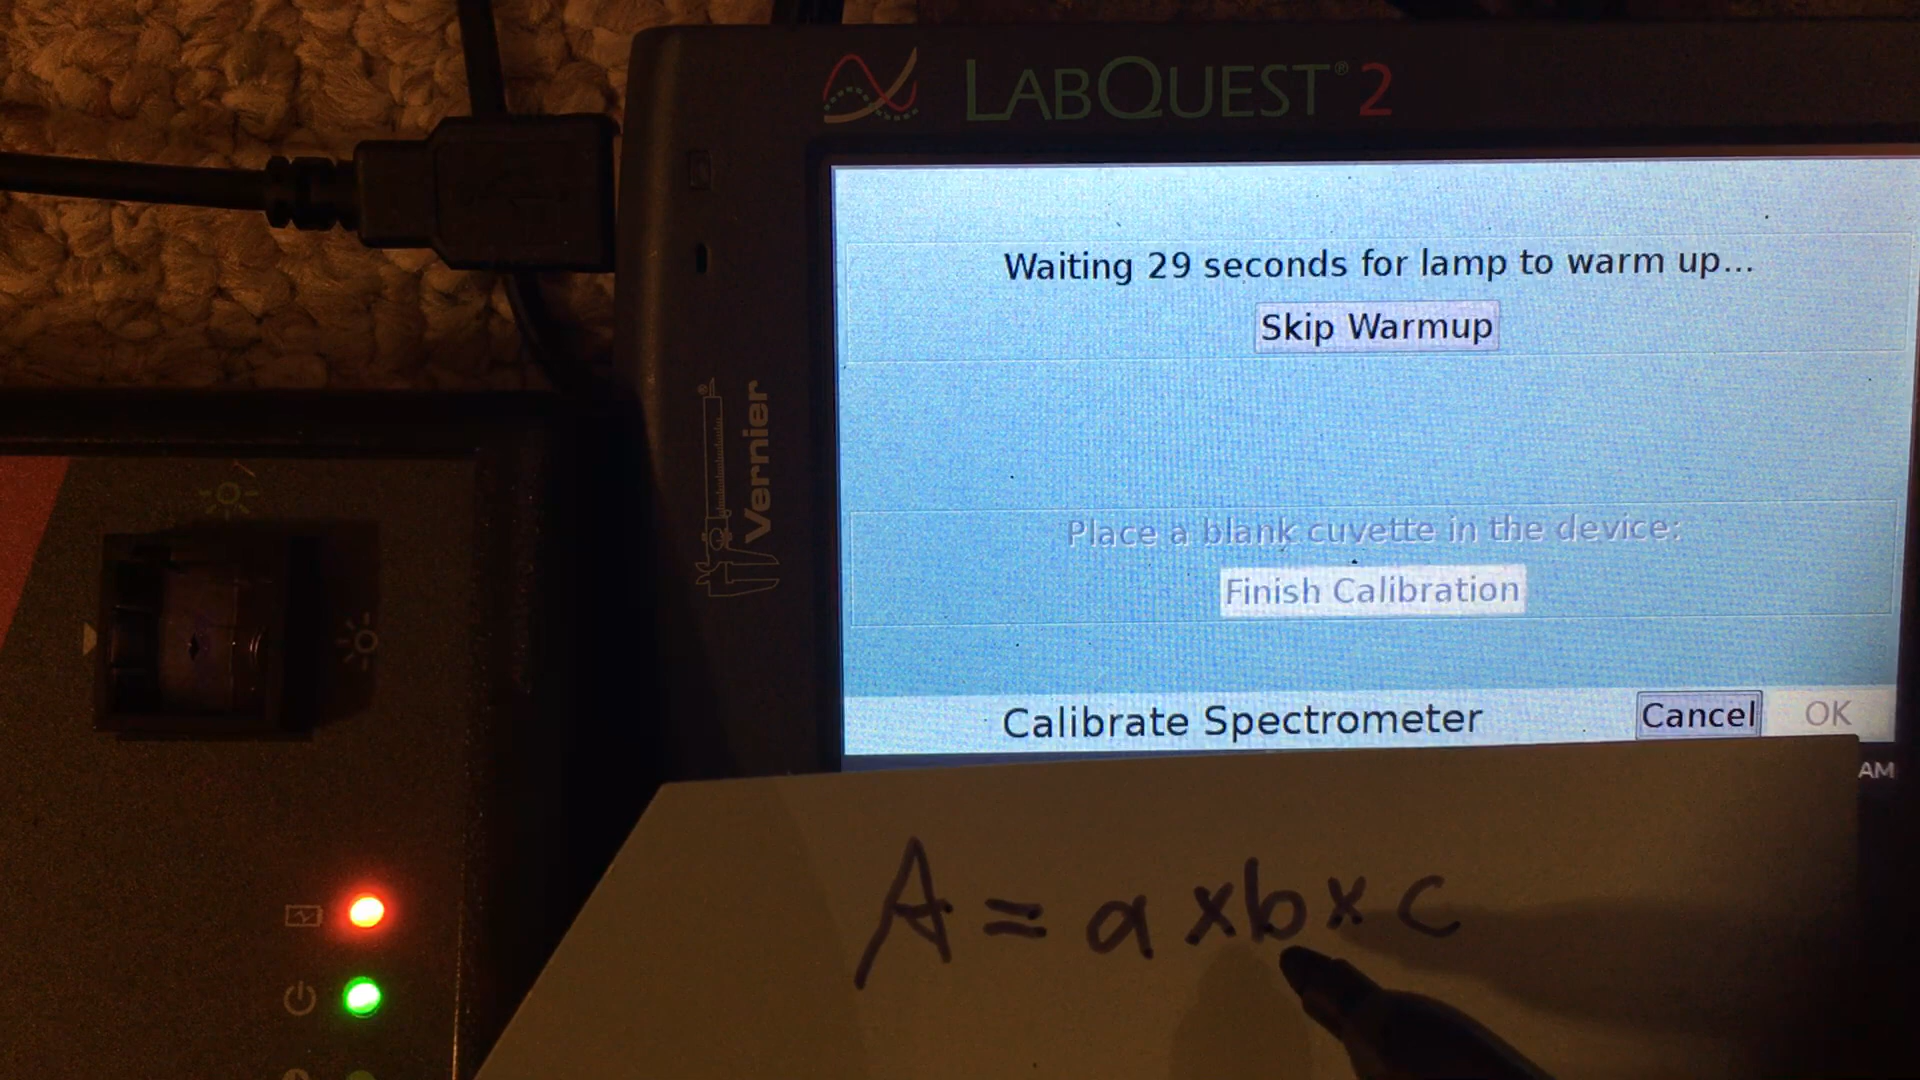 LABQUEST® 2
Waiting 29 seconds for lamp to warm up...
Skip Warmup
Vernier
Place a blank cuvette in the device:
Finish Calibration
Calibrate Spectrometer
Cancel
OK
AM
A = a x b x c